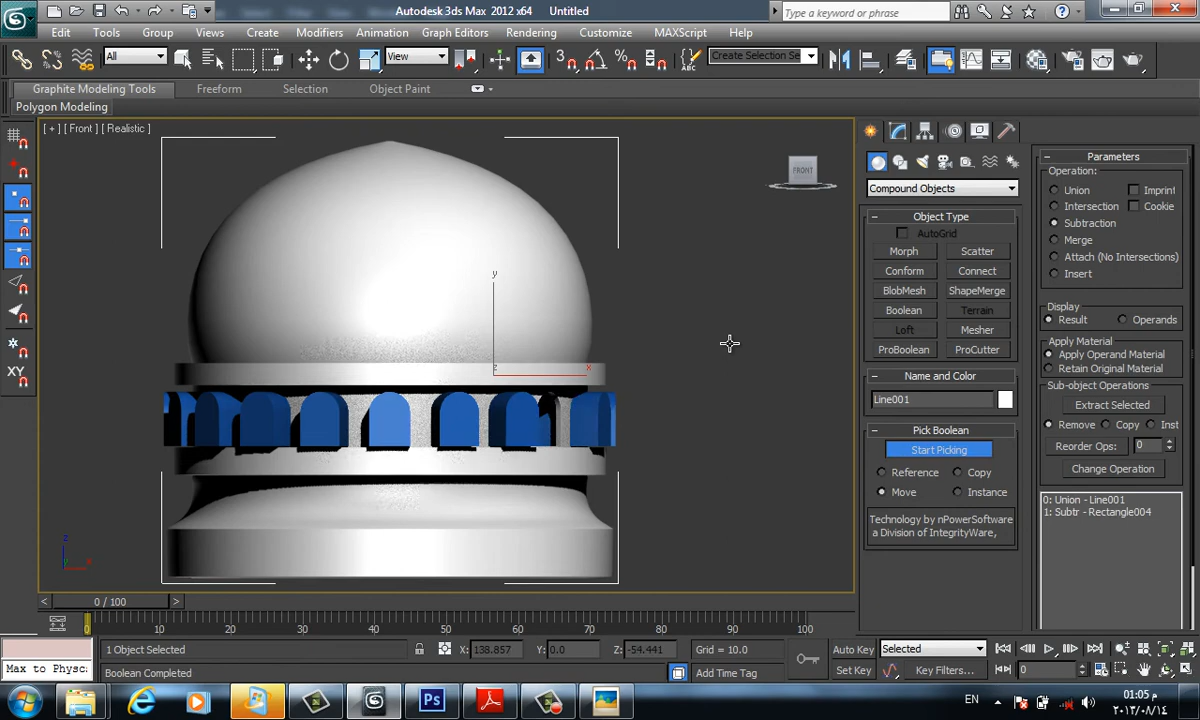 Autodesk 3ds Max 2012 x64 Untitled
Type a keyword or phrase
Edit Tools Group Views Create Modifiers Animation Graph Editors Rendering Customize MAXScript Help
All View 3 Create Selection Se
Graphite Modeling Tools Freeform Selection Object Paint
Polygon Modeling
[ + ] [ Front ] [ Realistic ]
FRONT
Compound Objects
Object Type
AutoGrid
Morph Scatter
Conform Connect
BlobMesh ShapeMerge
Boolean Terrain
Loft Mesher
ProBoolean ProCutter
Name and Color
Line001
Pick Boolean
Start Picking
Reference Copy
Move Instance
Technology by nPowerSoftware
a Division of IntegrityWare,
Parameters
Operation:
Union Imprint
Intersection Cookie
Subtraction
Merge
Attach (No Intersections)
Insert
Display
Result Operands
Apply Material
Apply Operand Material
Retain Original Material
Sub-object Operations
Extract Selected
Remove Copy Inst
Reorder Ops: 0
Change Operation
0: Union - Line001
1: Subtr - Rectangle004
y
z x
z
x
XY
0 / 100
0 10 20 30 40 50 60 70 80 90 100
1 Object Selected X: 138.857 Y: 0.0 Z: -54.441 Grid = 10.0 Auto Key Selected
Max to Physc Boolean Completed Add Time Tag Set Key Key Filters... 0
Ps EN
01:05 م
٢٠١٣/٠٨/١٤